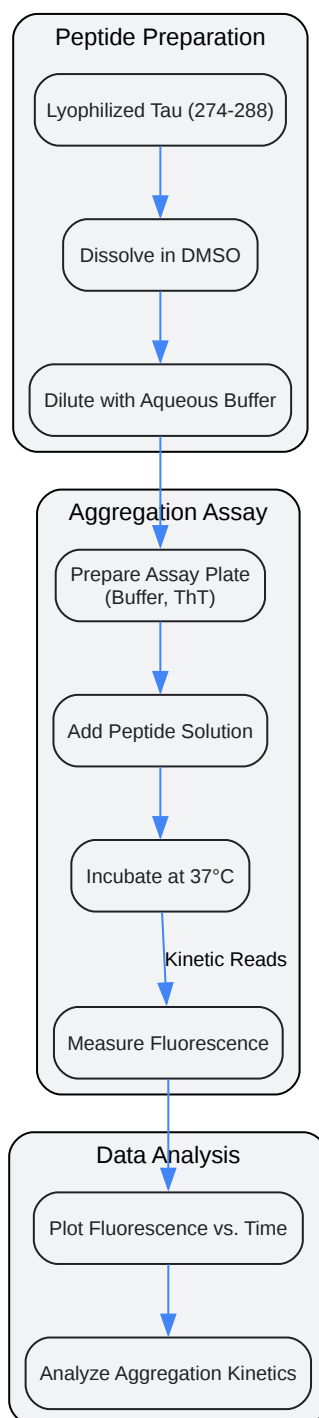 Peptide Preparation
Lyophilized Tau (274-288)
Dissolve in DMSO
Dilute with Aqueous Buffer
Aggregation Assay
Prepare Assay Plate
(Buffer, ThT)
Add Peptide Solution
Incubate at 37°C
Kinetic Reads
Measure Fluorescence
Data Analysis
Plot Fluorescence vs. Time
Analyze Aggregation Kinetics